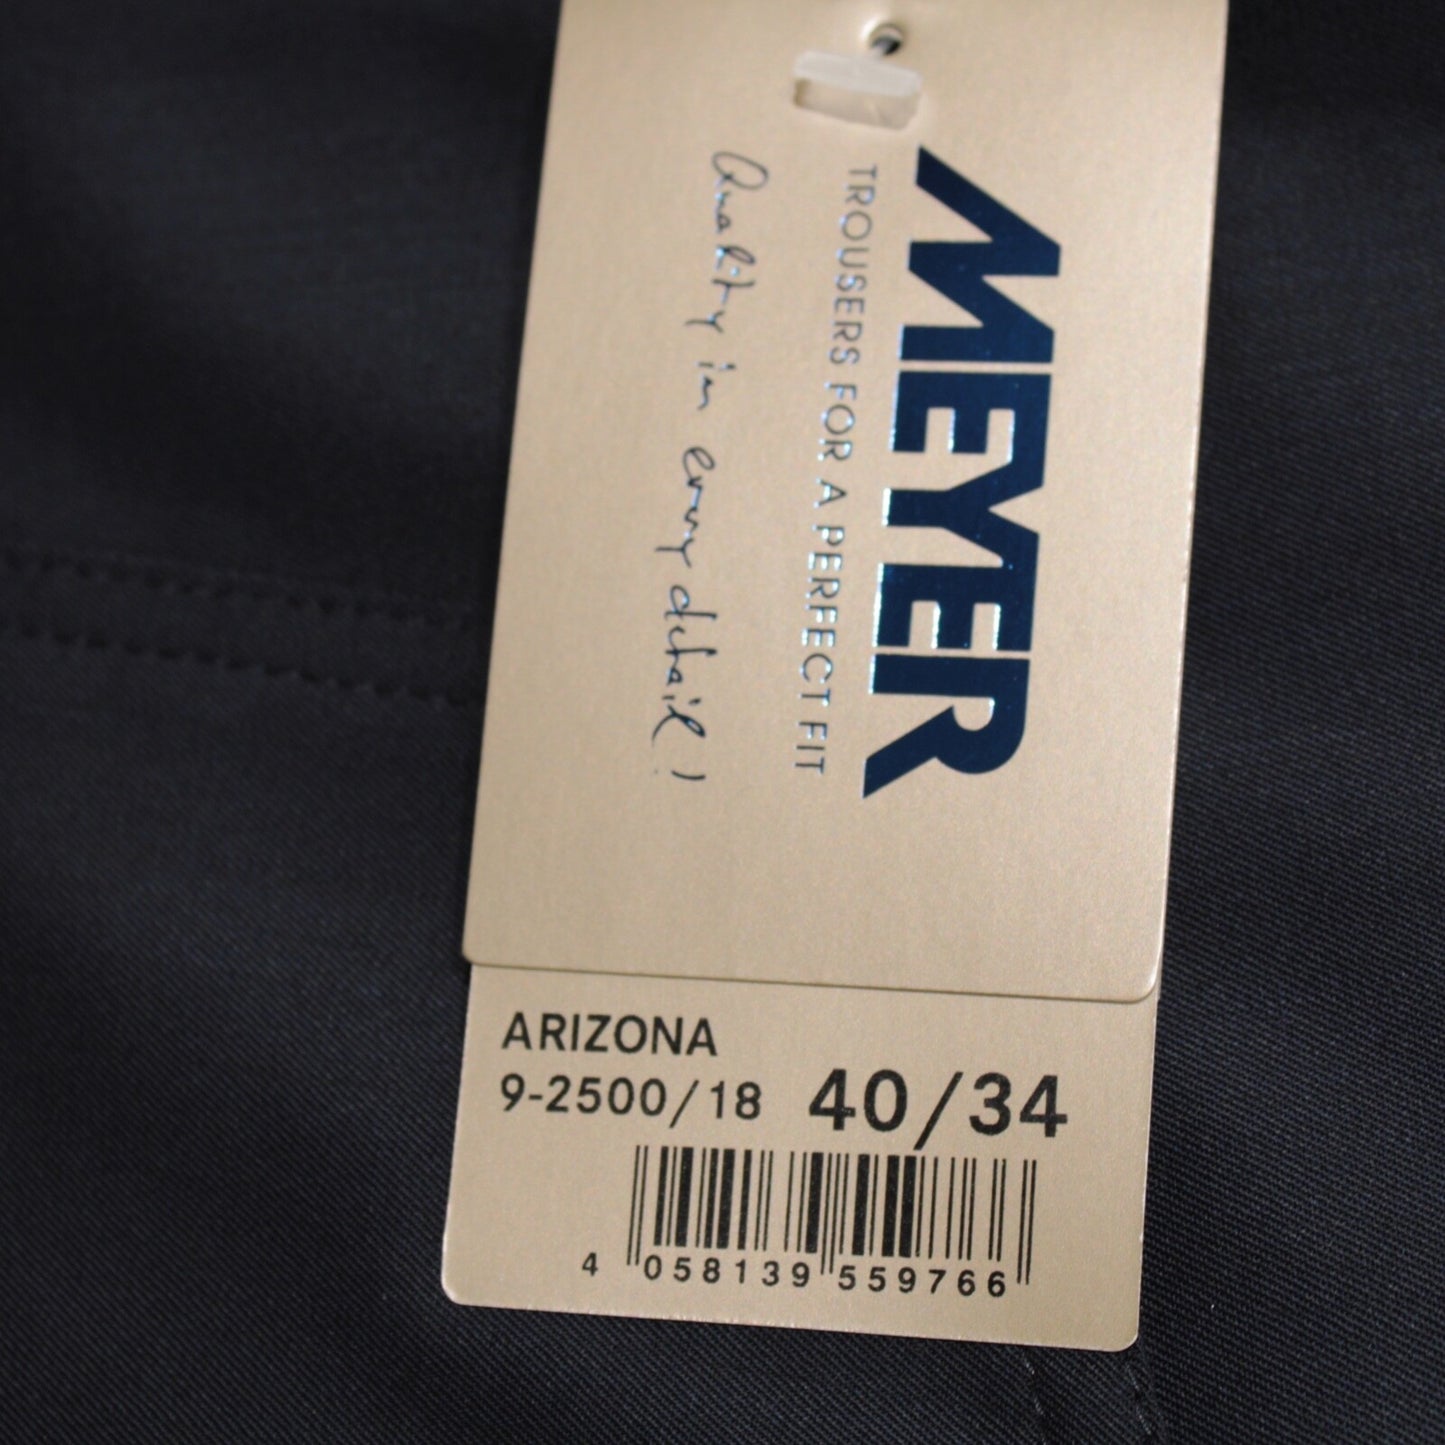 MEYER
TROUSERS FOR A PERFECT FIT
Quality in every detail!
ARIZONA
9-2500/18 40/34
4 058139 559766